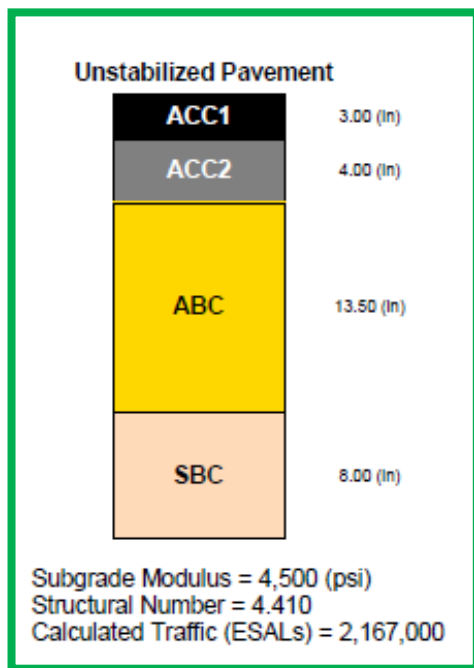 Unstabilized Pavement
ACC1 3.00 (in)
ACC2 4.00 (in)
ABC 13.50 (in)
SBC 8.00 (in)
Subgrade Modulus = 4,500 (psi)
Structural Number = 4.410
Calculated Traffic (ESALs) = 2,167,000